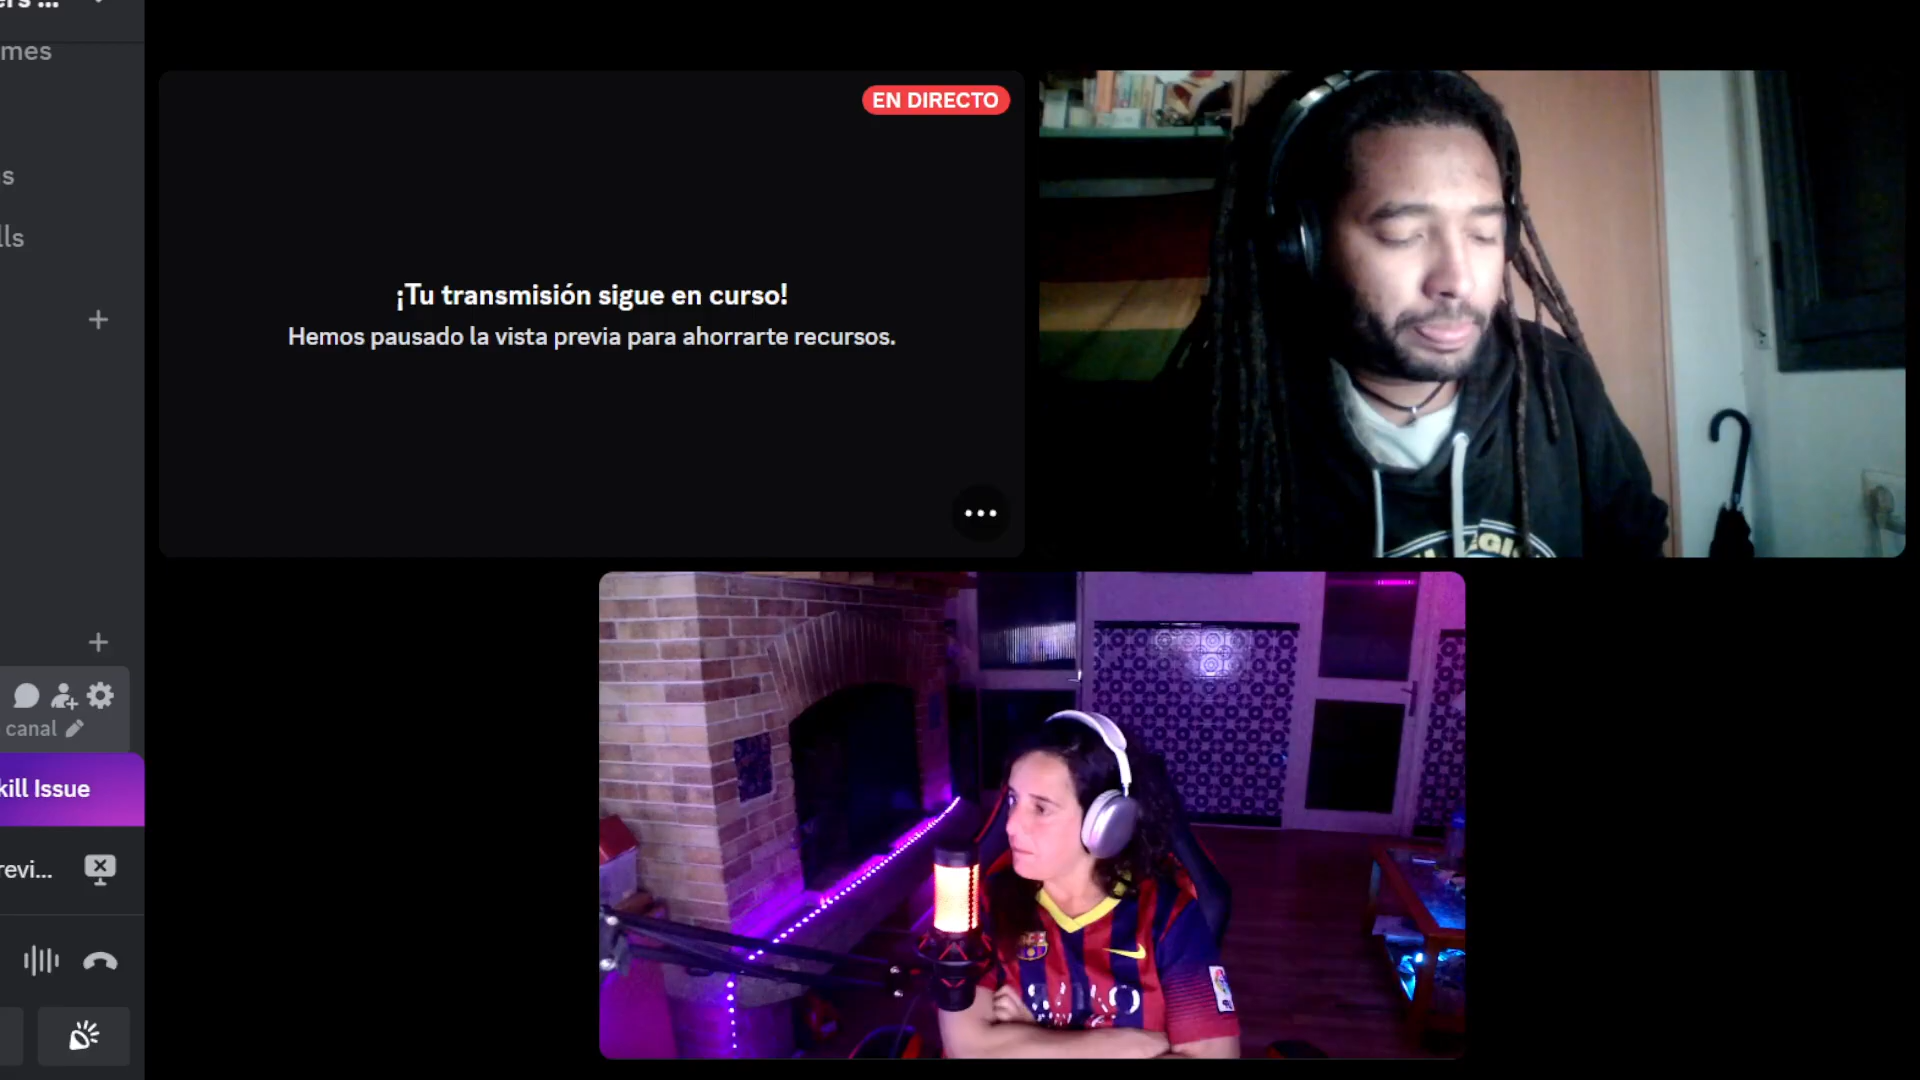 mes
s
lls
canal
kill Issue
revi...
EN DIRECTO
¡Tu transmisión sigue en curso!
Hemos pausado la vista previa para ahorrarte recursos.